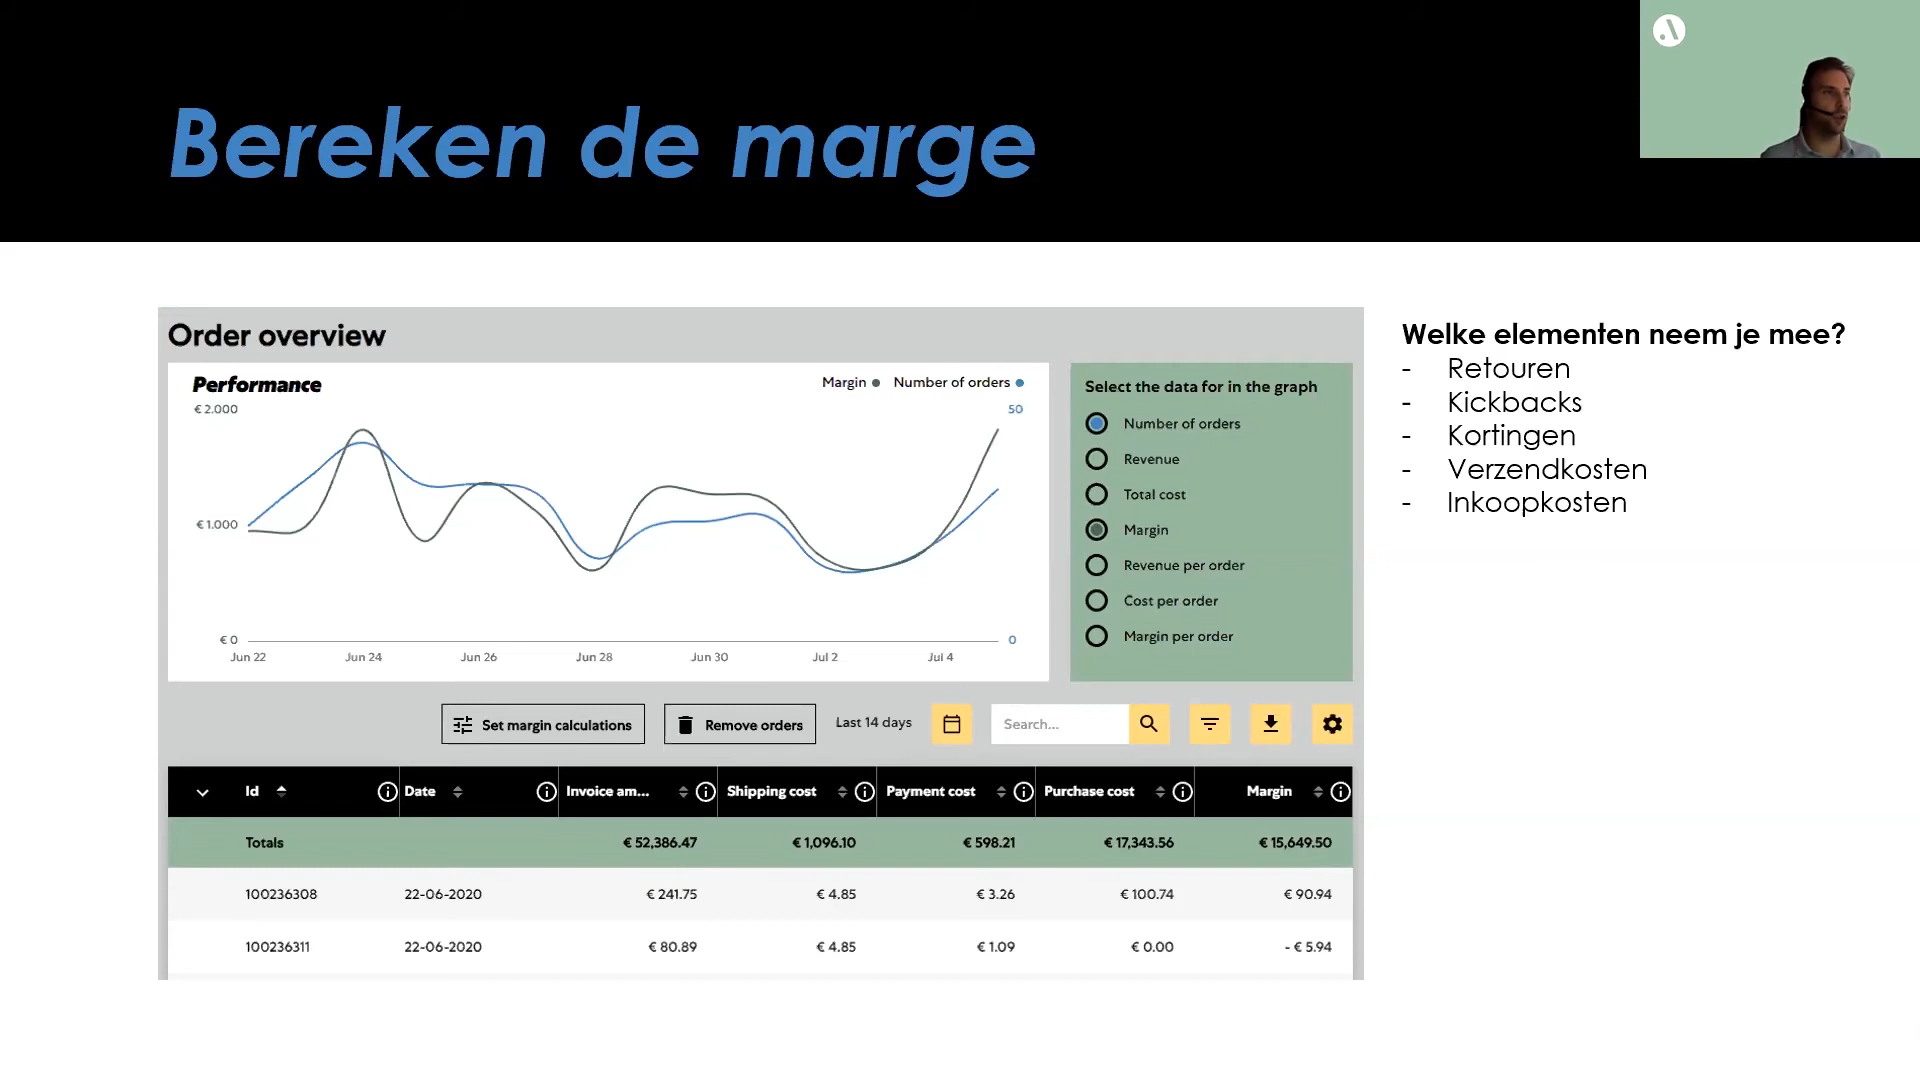 Bereken de marge
Order overview
Performance
Margin Number of orders
€ 2.000
50
€ 1.000
€ 0
0
Jun 22 Jun 24 Jun 26 Jun 28 Jun 30 Jul 2 Jul 4
Select the data for in the graph
Number of orders
Revenue
Total cost
Margin
Revenue per order
Cost per order
Margin per order
Welke elementen neem je mee?
- Retouren
- Kickbacks
- Kortingen
- Verzendkosten
- Inkoopkosten
Set margin calculations Remove orders Last 14 days Search...
Id Date Invoice am... Shipping cost Payment cost Purchase cost Margin
Totals € 52,386.47 € 1,096.10 € 598.21 € 17,343.56 € 15,649.50
100236308 22-06-2020 € 241.75 € 4.85 € 3.26 € 100.74 € 90.94
100236311 22-06-2020 € 80.89 € 4.85 € 1.09 € 0.00 - € 5.94